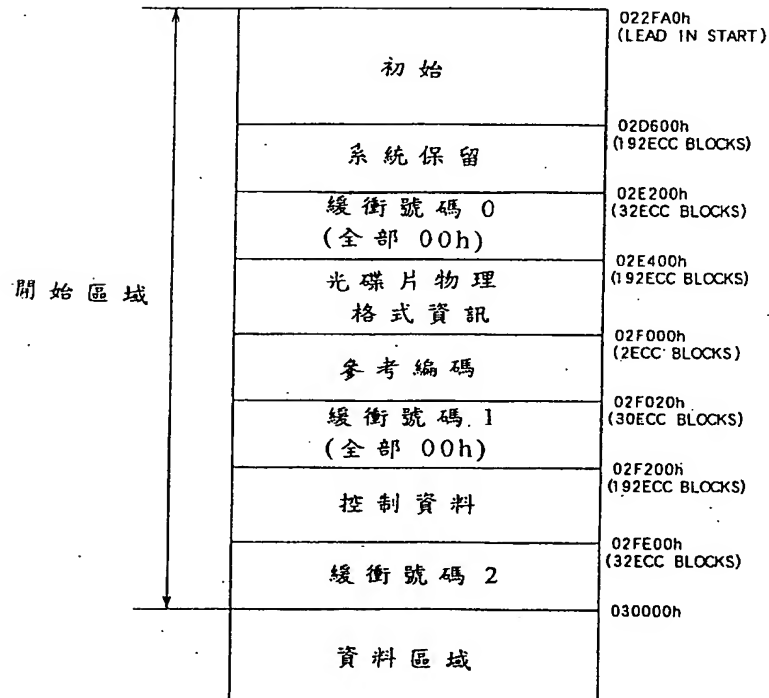 022FA0h
(LEAD IN START)
初始
02D600h
(192ECC BLOCKS)
系統保留
02E200h
(32ECC BLOCKS)
緩衝號碼 0
(全部 00h)
02E400h
(192ECC BLOCKS)
開始區域
光碟片物理
格式資訊
02F000h
(2ECC BLOCKS)
參考編碼
02F020h
(30ECC BLOCKS)
緩衝號碼 1
(全部 00h)
02F200h
(192ECC BLOCKS)
控制資料
02FE00h
(32ECC BLOCKS)
緩衝號碼 2
030000h
資料區域